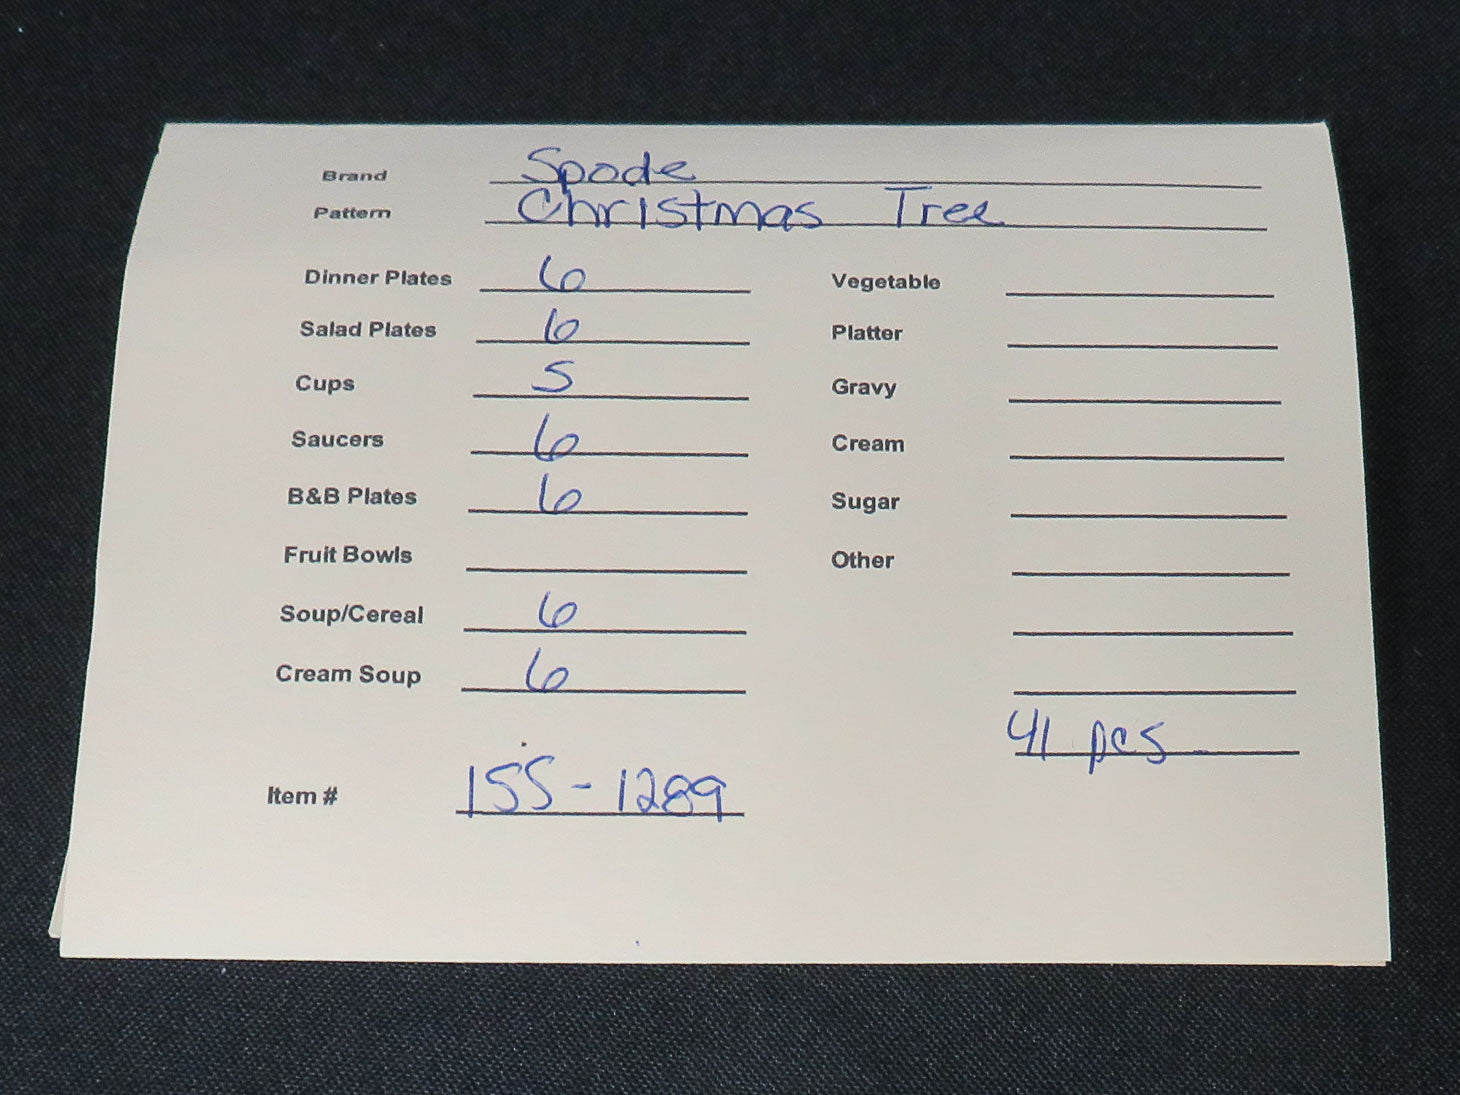 Brand Spode
Pattern Christmas Tree
Dinner Plates 6 Vegetable
Salad Plates 6 Platter
Cups 5 Gravy
Saucers 6 Cream
B&B Plates 6 Sugar
Fruit Bowls Other
Soup/Cereal 6
Cream Soup 6
41 pcs
Item # 155-1289